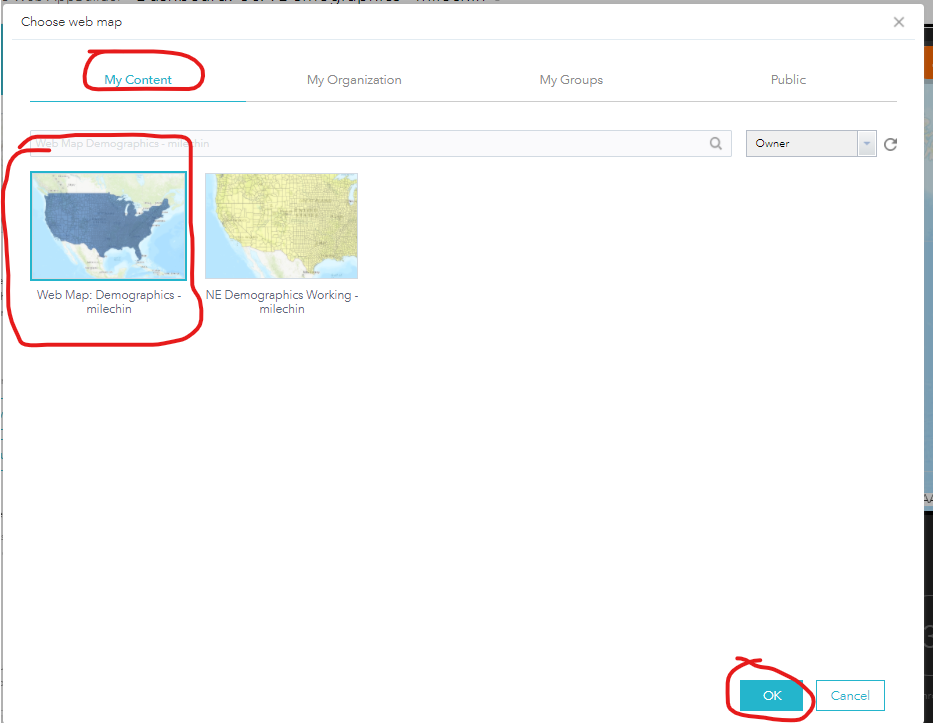 Choose web map
My Content
My Organization
My Groups
Public
Web Map Demographics - milechin
Owner
Web Map: Demographics -
milechin
NE Demographics Working -
milechin
OK
Cancel